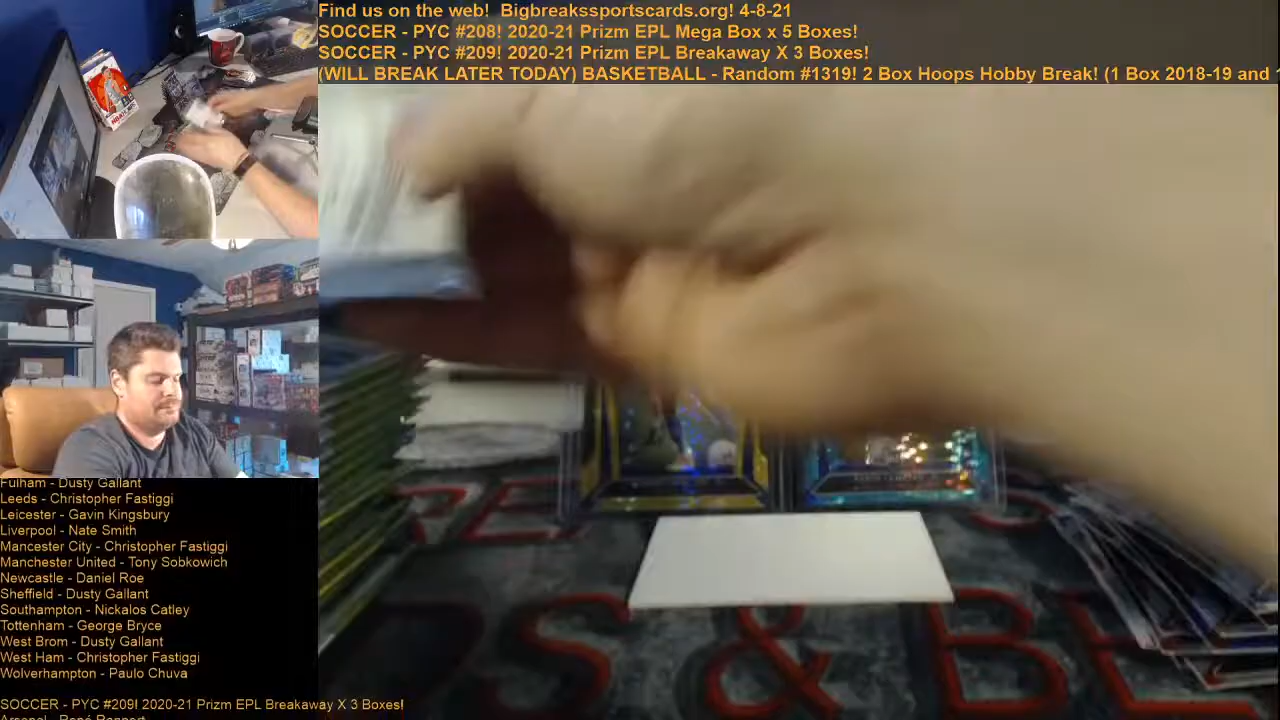 Find us on the web!  Bigbreakssportscards.org! 4-8-21
SOCCER - PYC #208! 2020-21 Prizm EPL Mega Box x 5 Boxes!
SOCCER - PYC #209! 2020-21 Prizm EPL Breakaway X 3 Boxes!
(WILL BREAK LATER TODAY) BASKETBALL - Random #1319! 2 Box Hoops Hobby Break! (1 Box 2018-19 and
Fulham - Dusty Gallant
Leeds - Christopher Fastiggi
Leicester - Gavin Kingsbury
Liverpool - Nate Smith
Mancester City - Christopher Fastiggi
Manchester United - Tony Sobkowich
Newcastle - Daniel Roe
Sheffield - Dusty Gallant
Southampton - Nickalos Catley
Tottenham - George Bryce
West Brom - Dusty Gallant
West Ham - Christopher Fastiggi
Wolverhampton - Paulo Chuva
SOCCER - PYC #209! 2020-21 Prizm EPL Breakaway X 3 Boxes!
S & BE